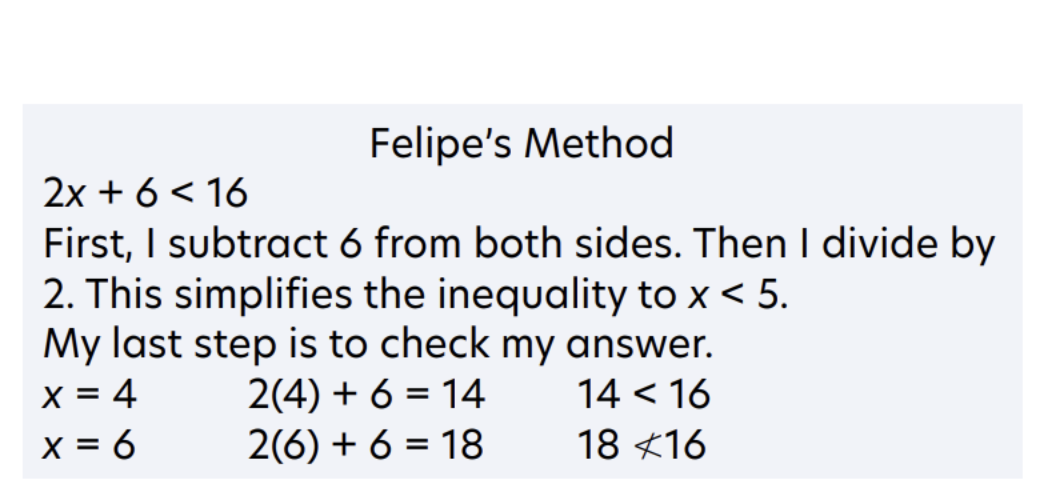 Felipe's Method
2x + 6 < 16
First, I subtract 6 from both sides. Then I divide by
2. This simplifies the inequality to x < 5.
My last step is to check my answer.
x = 4 2(4) + 6 = 14 14 < 16
x = 6 2(6) + 6 = 18 18 ≮16